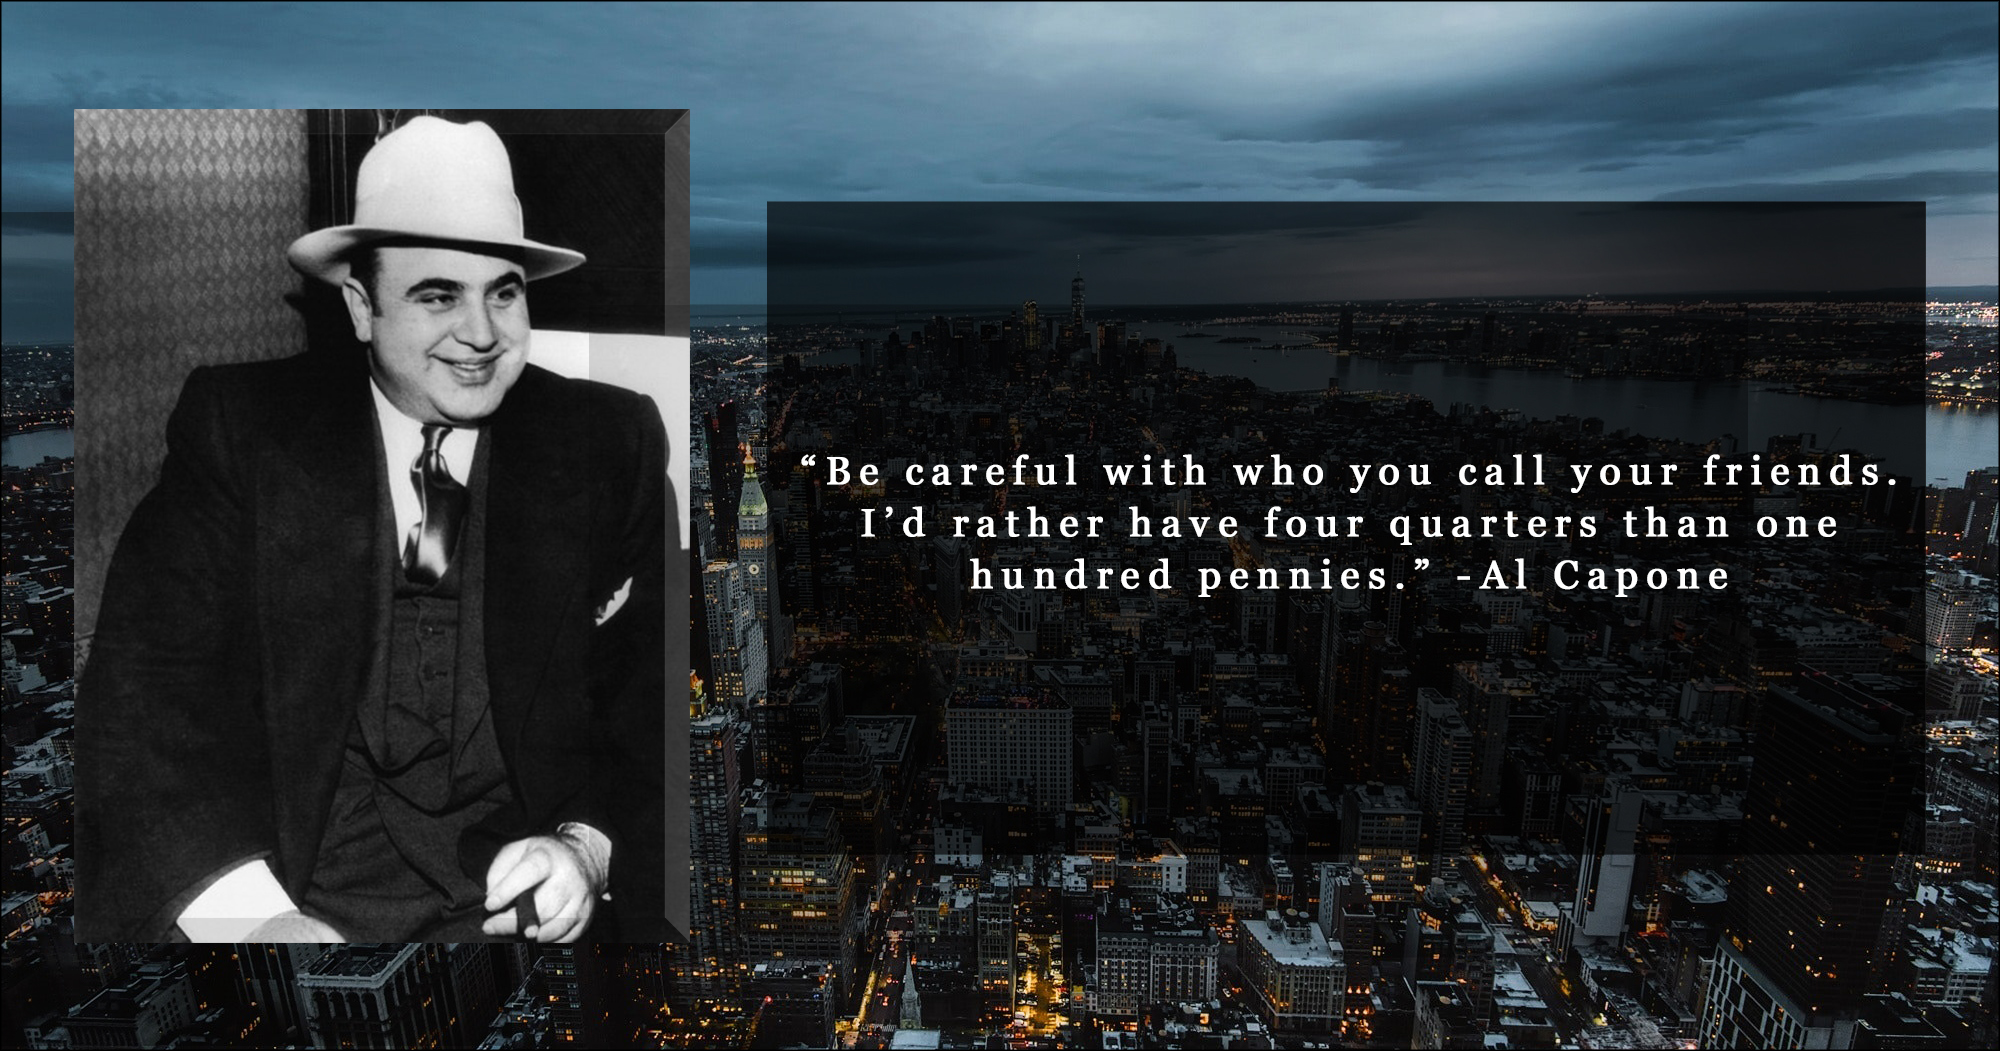 “Be careful with who you call your friends.
I’d rather have four quarters than one
hundred pennies.” -Al Capone